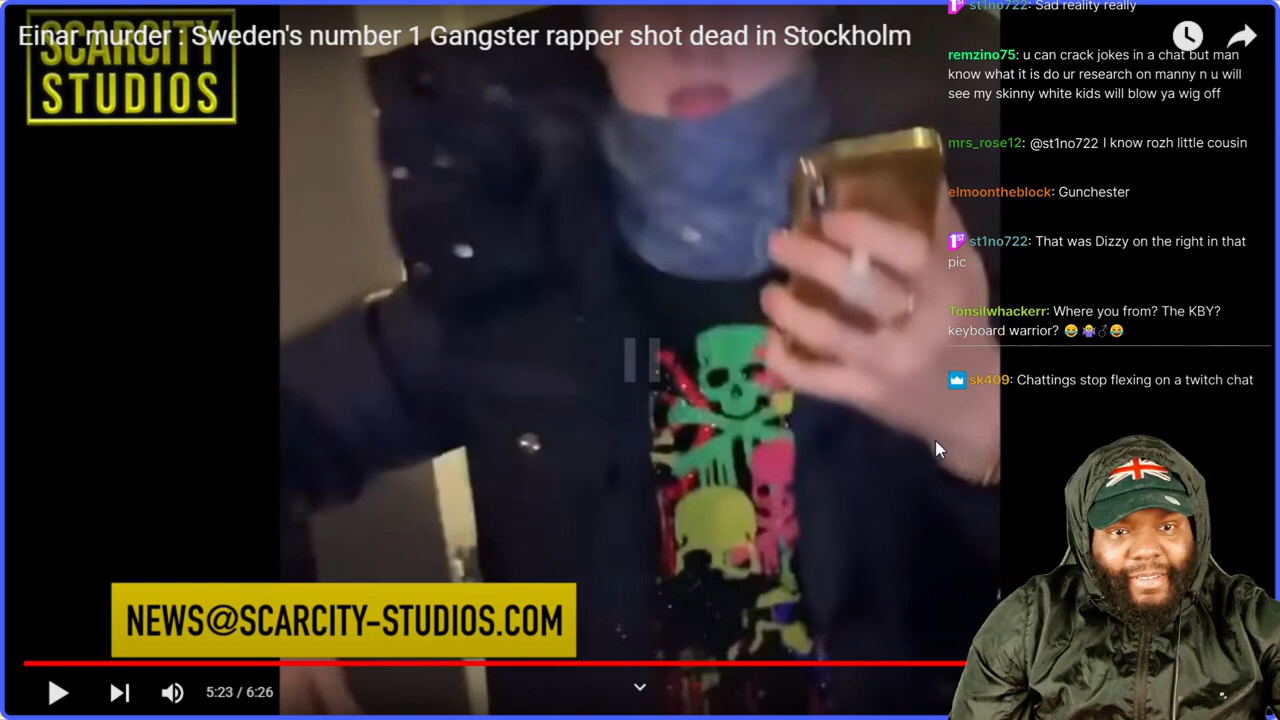 Einar murder : Sweden's number 1 Gangster rapper shot dead in Stockholm
SCARCITY
STUDIOS
st1no722: Sad reality really
remzino75: u can crack jokes in a chat but man
know what it is do ur research on manny n u will
see my skinny white kids will blow ya wig off
mrs_rose12: @st1no722 I know rozh little cousin
elmoontheblock: Gunchester
1ST st1no722: That was Dizzy on the right in that
pic
Tonsilwhackerr: Where you from? The KBY?
keyboard warrior? 😂🤷‍♂️😂
sk409: Chattings stop flexing on a twitch chat
NEWS@SCARCITY-STUDIOS.COM
5:23 / 6:26